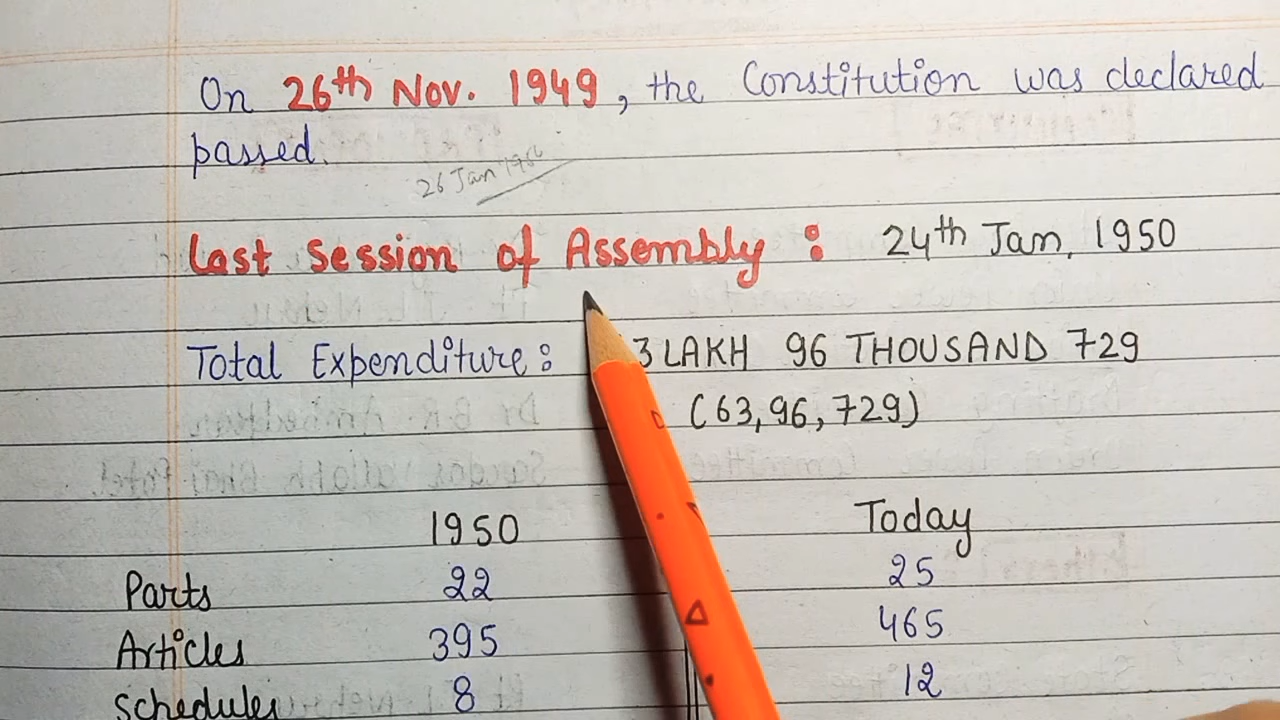 On 26th Nov. 1949, the Constitution was declared
passed.
26 Jan 1950
Last Session of Assembly : 24th Jan, 1950
Total Expenditure : 3 LAKH 96 THOUSAND 729
(63,96,729)
1950 Today
Parts 22 25
Articles 395 465
Schedules 8 12